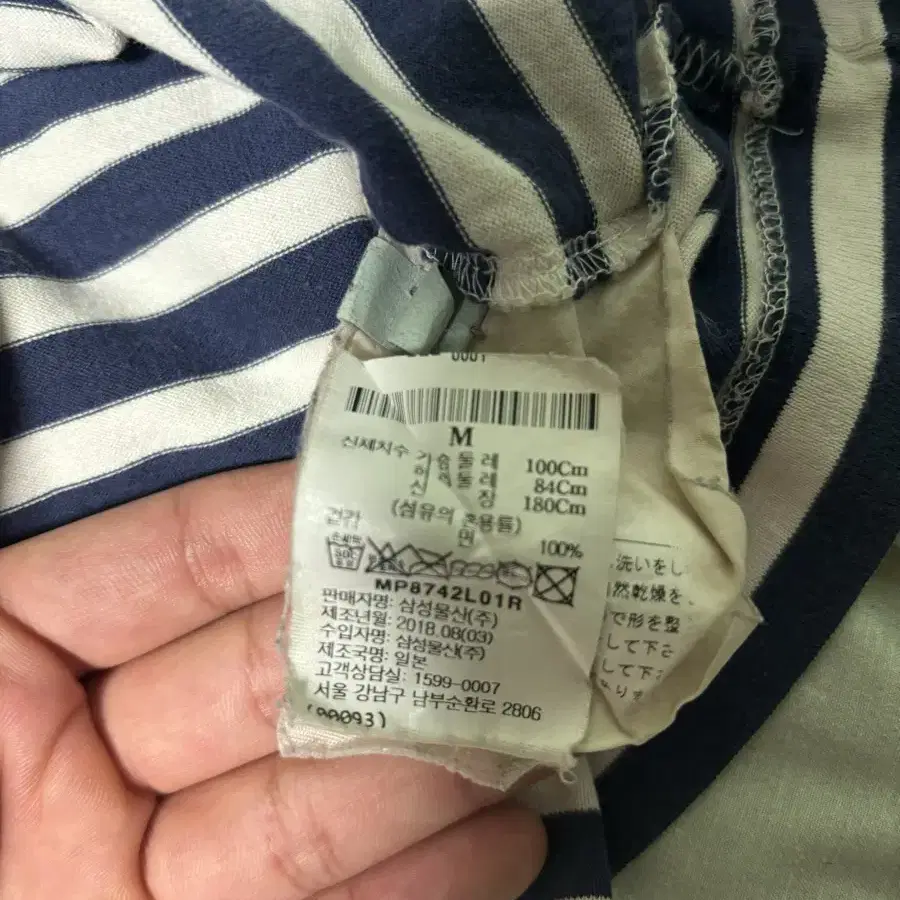 0001
M
신체치수 가슴둘레 100Cm
허리둘레 84Cm
신장 180Cm
겉감 (섬유의 혼용률)
면 100%
MP8742L01R
판매자명: 삼성물산(주)
제조년월: 2018.08(03)
수입자명: 삼성물산(주)
제조국명: 일본
고객상담실: 1599-0007
서울 강남구 남부순환로 2806
(00093)
洗いをし
然乾燥を、
で形を整
して下さ
して下さ